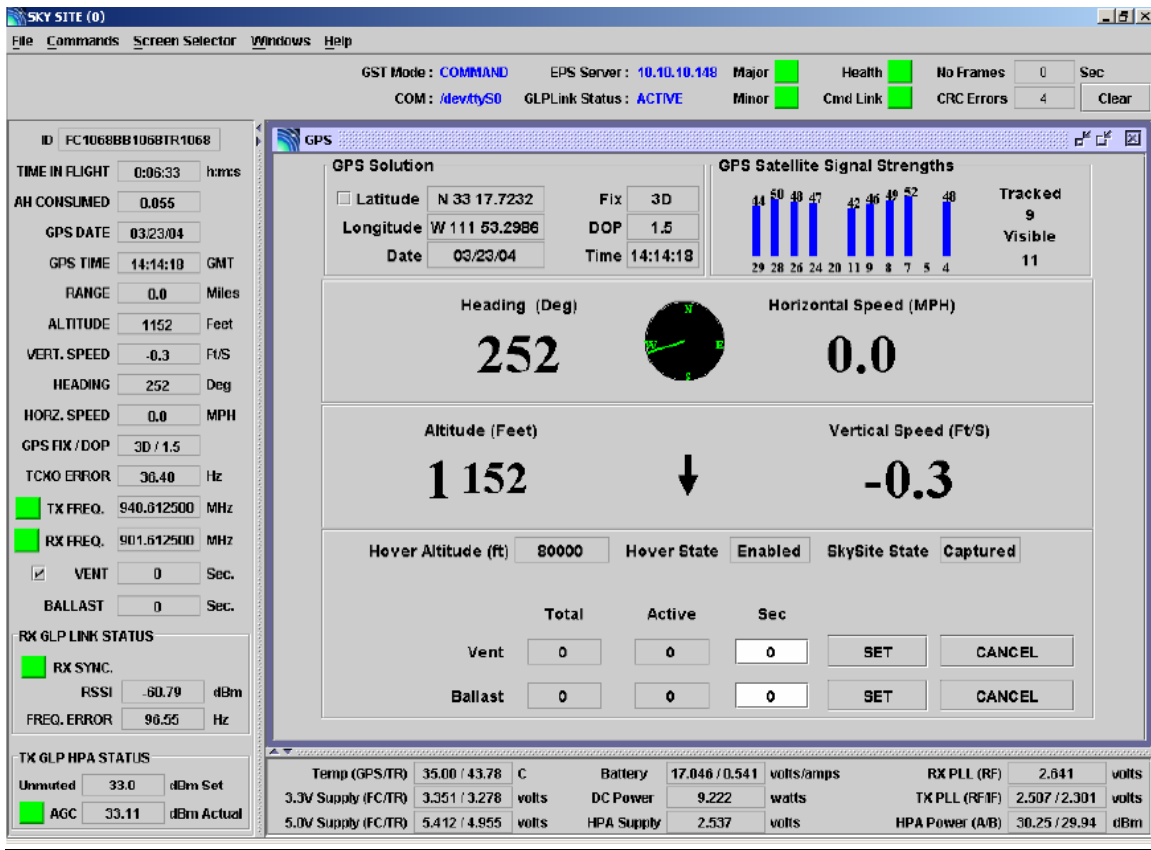 SKY SITE (0)
File Commands Screen Selector Windows Help
GST Mode : COMMAND EPS Server : 10.10.10.148 Major Health No Frames 0 Sec
COM : /dev/ttyS0 GLPLink Status : ACTIVE Minor Cmd Link CRC Errors 4 Clear
ID FC1068BB1068TR1068
TIME IN FLIGHT 0:06:33 h:m:s
AH CONSUMED 0.055
GPS DATE 03/23/04
GPS TIME 14:14:18 GMT
RANGE 0.0 Miles
ALTITUDE 1152 Feet
VERT. SPEED -0.3 Ft/S
HEADING 252 Deg
HORZ. SPEED 0.0 MPH
GPS FIX / DOP 3D / 1.5
TCXO ERROR 36.40 Hz
TX FREQ. 940.612500 MHz
RX FREQ. 901.612500 MHz
VENT 0 Sec.
BALLAST 0 Sec.
RX GLP LINK STATUS
RX SYNC.
RSSI -60.79 dBm
FREQ. ERROR 96.55 Hz
TX GLP HPA STATUS
Unmuted 33.0 dBm Set
AGC 33.11 dBm Actual
GPS
GPS Solution
Latitude N 33 17.7232 Fix 3D
Longitude W 111 53.2986 DOP 1.5
Date 03/23/04 Time 14:14:18
GPS Satellite Signal Strengths
44 50 48 47 42 46 49 52 48
29 28 26 24 20 11 9 8 7 5 4
Tracked
9
Visible
11
Heading (Deg)
252
N
W E
S
Horizontal Speed (MPH)
0.0
Altitude (Feet)
1152
Vertical Speed (Ft/S)
-0.3
Hover Altitude (ft) 80000 Hover State Enabled SkySite State Captured
Total Active Sec
Vent 0 0 0 SET CANCEL
Ballast 0 0 0 SET CANCEL
Temp (GPS/TR) 35.00 / 43.78 C Battery 17.046 / 0.541 volts/amps RX PLL (RF) 2.641 volts
3.3V Supply (FC/TR) 3.351 / 3.278 volts DC Power 9.222 watts TX PLL (RF/IF) 2.507 / 2.301 volts
5.0V Supply (FC/TR) 5.412 / 4.955 volts HPA Supply 2.537 volts HPA Power (A/B) 30.25 / 29.94 dBm